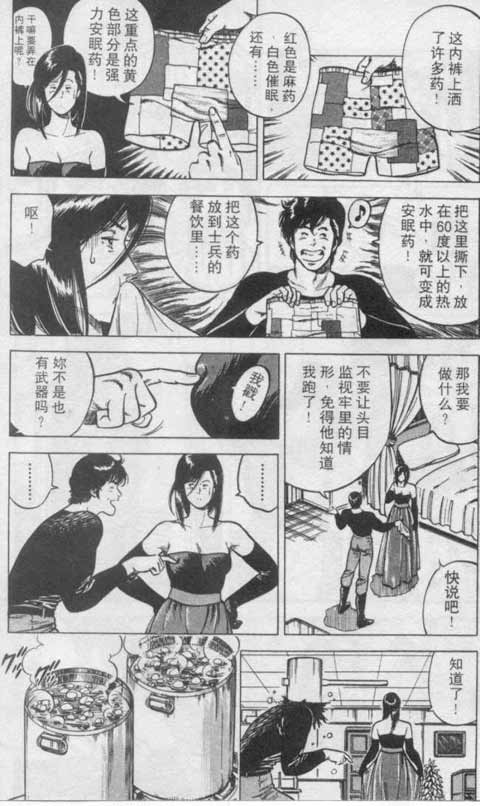 这内裤上洒
了许多药！
红色是麻药
、白色催眠，
还有……
这重点的黄
色部分是强
力安眠药！
干嘛要弄在
内裤上呢？
把这里撕下，放
在60度以上的热
水中，就可变成
安眠药！
把这个药
放到士兵的
餐饮里……
呕！
那我要
做什么？
不要让头目
监视牢里的情
形，免得他知道
我跑了！
我戳！
妳不是也
有武器吗？
………
………
快说吧！
知道了！
グググ